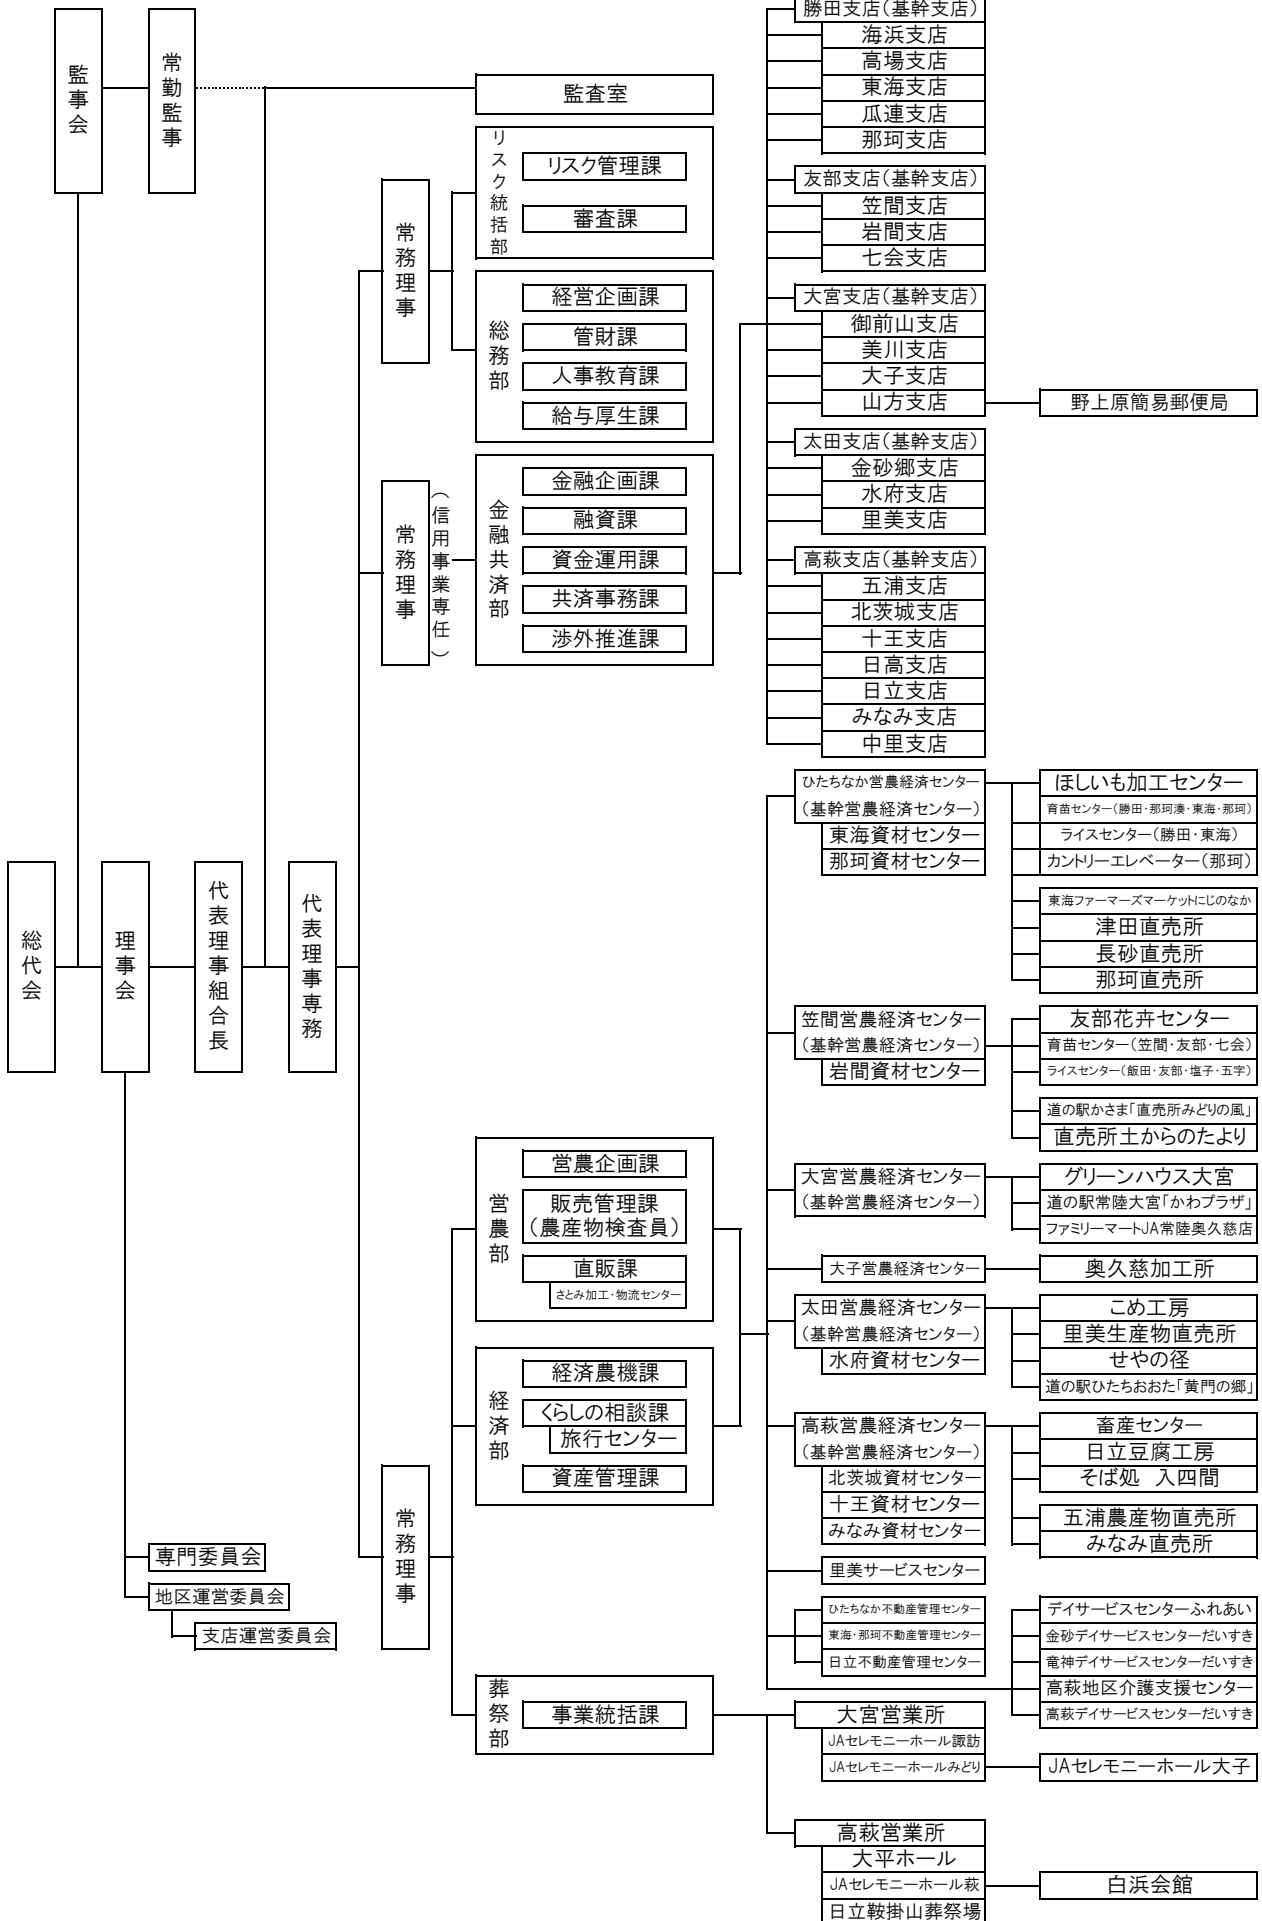 監事会
常勤監事
総代会
理事会
代表理事組合長
代表理事専務
専門委員会
地区運営委員会
支店運営委員会
監査室
常務理事
リスク統括部
リスク管理課
審査課
総務部
経営企画課
管財課
人事教育課
給与厚生課
常務理事
（信用事業専任）
金融共済部
金融企画課
融資課
資金運用課
共済事務課
渉外推進課
常務理事
営農部
営農企画課
販売管理課
（農産物検査員）
直販課
さとみ加工・物流センター
経済部
経済農機課
くらしの相談課
旅行センター
資産管理課
葬祭部
事業統括課
勝田支店（基幹支店）
海浜支店
高場支店
東海支店
瓜連支店
那珂支店
友部支店（基幹支店）
笠間支店
岩間支店
七会支店
大宮支店（基幹支店）
御前山支店
美川支店
大子支店
山方支店
野上原簡易郵便局
太田支店（基幹支店）
金砂郷支店
水府支店
里美支店
高萩支店（基幹支店）
五浦支店
北茨城支店
十王支店
日高支店
日立支店
みなみ支店
中里支店
ひたちなか営農経済センター
（基幹営農経済センター）
東海資材センター
那珂資材センター
ほしいも加工センター
育苗センター（勝田・那珂湊・東海・那珂）
ライスセンター（勝田・東海）
カントリーエレベーター（那珂）
東海ファーマーズマーケットにじのなか
津田直売所
長砂直売所
那珂直売所
笠間営農経済センター
（基幹営農経済センター）
岩間資材センター
友部花卉センター
育苗センター（笠間・友部・七会）
ライスセンター（飯田・友部・塩子・五字）
道の駅かさま「直売所みどりの風」
直売所土からのたより
大宮営農経済センター
（基幹営農経済センター）
グリーンハウス大宮
道の駅常陸大宮「かわプラザ」
ファミリーマートJA常陸奥久慈店
大子営農経済センター
奥久慈加工所
太田営農経済センター
（基幹営農経済センター）
水府資材センター
こめ工房
里美生産物直売所
せやの径
道の駅ひたちおおた「黄門の郷」
高萩営農経済センター
（基幹営農経済センター）
北茨城資材センター
十王資材センター
みなみ資材センター
畜産センター
日立豆腐工房
そば処　入四間
五浦農産物直売所
みなみ直売所
里美サービスセンター
ひたちなか不動産管理センター
東海・那珂不動産管理センター
日立不動産管理センター
デイサービスセンターふれあい
金砂デイサービスセンターだいすき
竜神デイサービスセンターだいすき
高萩地区介護支援センター
高萩デイサービスセンターだいすき
大宮営業所
JAセレモニーホール諏訪
JAセレモニーホールみどり
JAセレモニーホール大子
高萩営業所
大平ホール
JAセレモニーホール萩
日立鞍掛山葬祭場
白浜会館